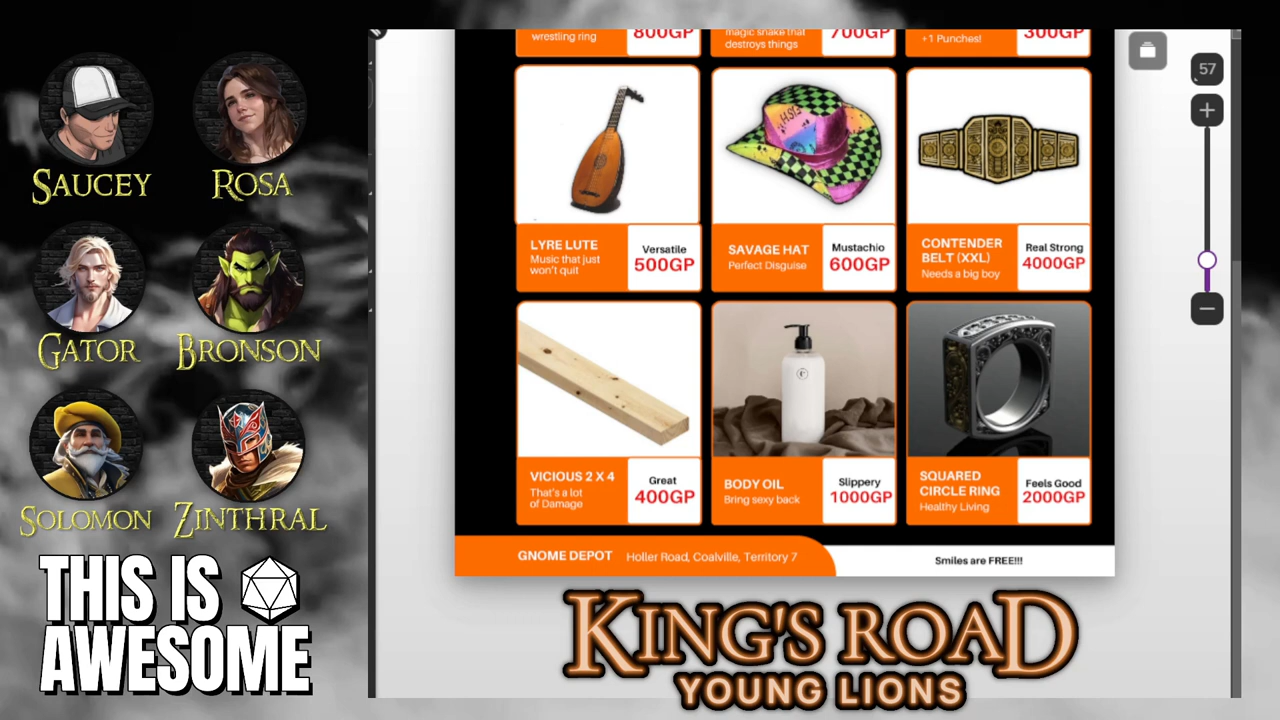 SAUCEY
ROSA
GATOR
BRONSON
SOLOMON
ZINTHRAL
THIS IS
AWESOME
wrestling ring
800GP
magic snake that
destroys things
700GP
+1 Punches!
300GP
57
LYRE LUTE
Music that just
won't quit
Versatile
500GP
SAVAGE HAT
Perfect Disguise
Mustachio
600GP
CONTENDER
BELT (XXL)
Needs a big boy
Real Strong
4000GP
VICIOUS 2 X 4
That's a lot
of Damage
Great
400GP
BODY OIL
Bring sexy back
Slippery
1000GP
SQUARED
CIRCLE RING
Healthy Living
Feels Good
2000GP
GNOME DEPOT Holler Road, Coalville, Territory 7
Smiles are FREE!!!
KING'S ROAD
YOUNG LIONS